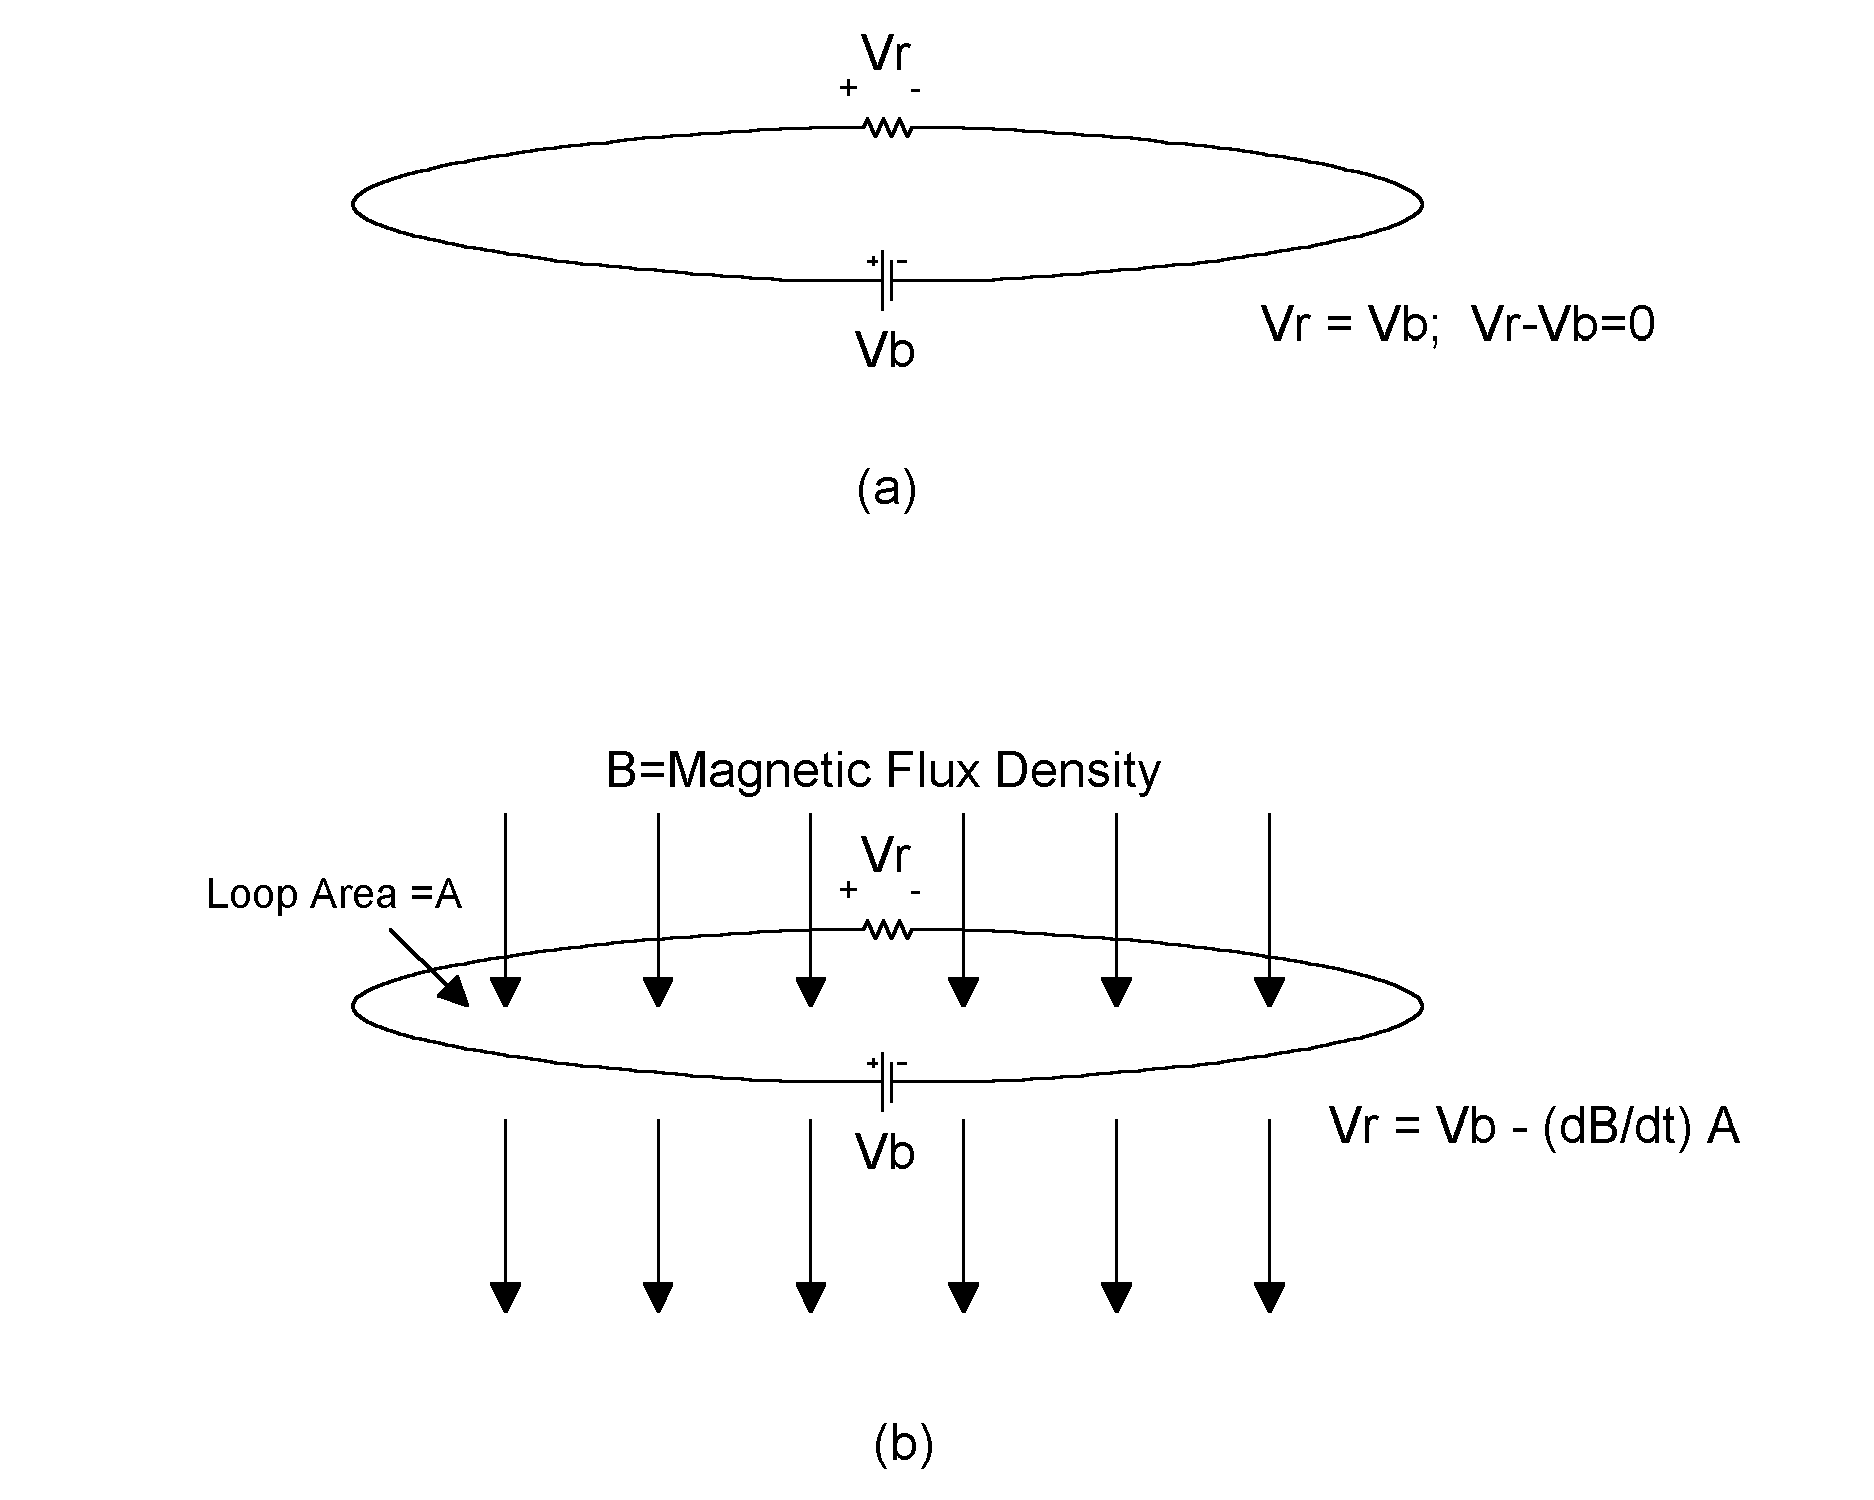 Vr
+ -
+ -
Vb
Vr = Vb; Vr-Vb=0
(a)
B=Magnetic Flux Density
Vr
+ -
Loop Area =A
+ -
Vb
Vr = Vb - (dB/dt) A
(b)